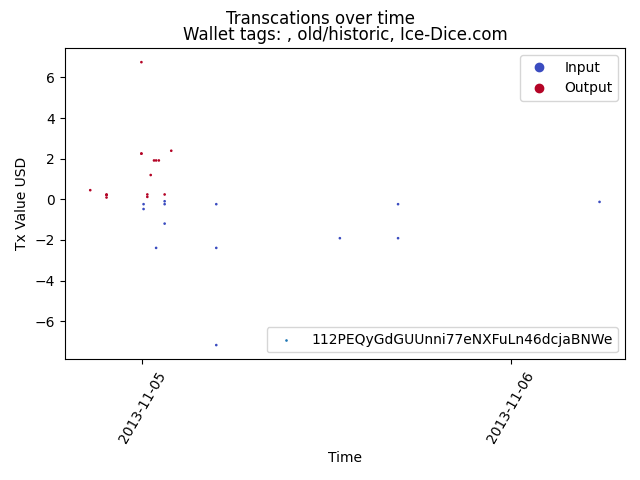 Transcations over time
Wallet tags: , old/historic, Ice-Dice.com
Input
Output
6
4
2
0
−2
−4
−6
Tx Value USD
112PEQyGdGUUnni77eNXFuLn46dcjaBNWe
2013-11-05
2013-11-06
Time